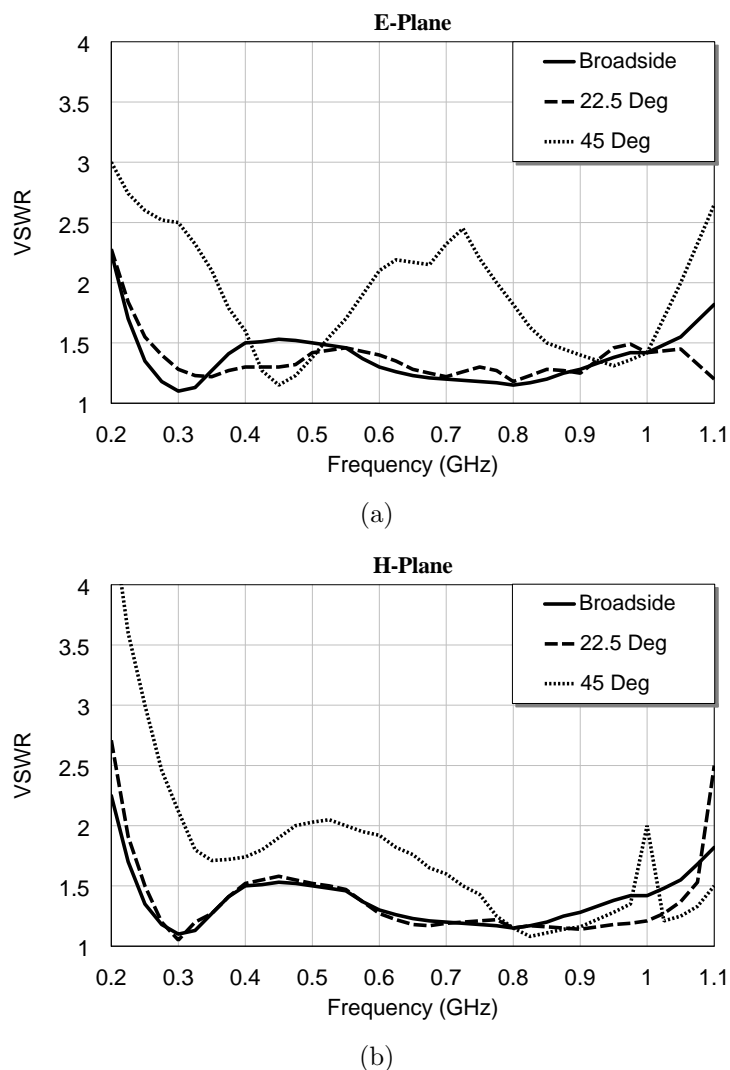 E-Plane
4
3.5
3
2.5
2
1.5
1
VSWR
Broadside
22.5 Deg
45 Deg
0.2 0.3 0.4 0.5 0.6 0.7 0.8 0.9 1 1.1
Frequency (GHz)
(a)
H-Plane
4
3.5
3
2.5
2
1.5
1
VSWR
Broadside
22.5 Deg
45 Deg
0.2 0.3 0.4 0.5 0.6 0.7 0.8 0.9 1 1.1
Frequency (GHz)
(b)